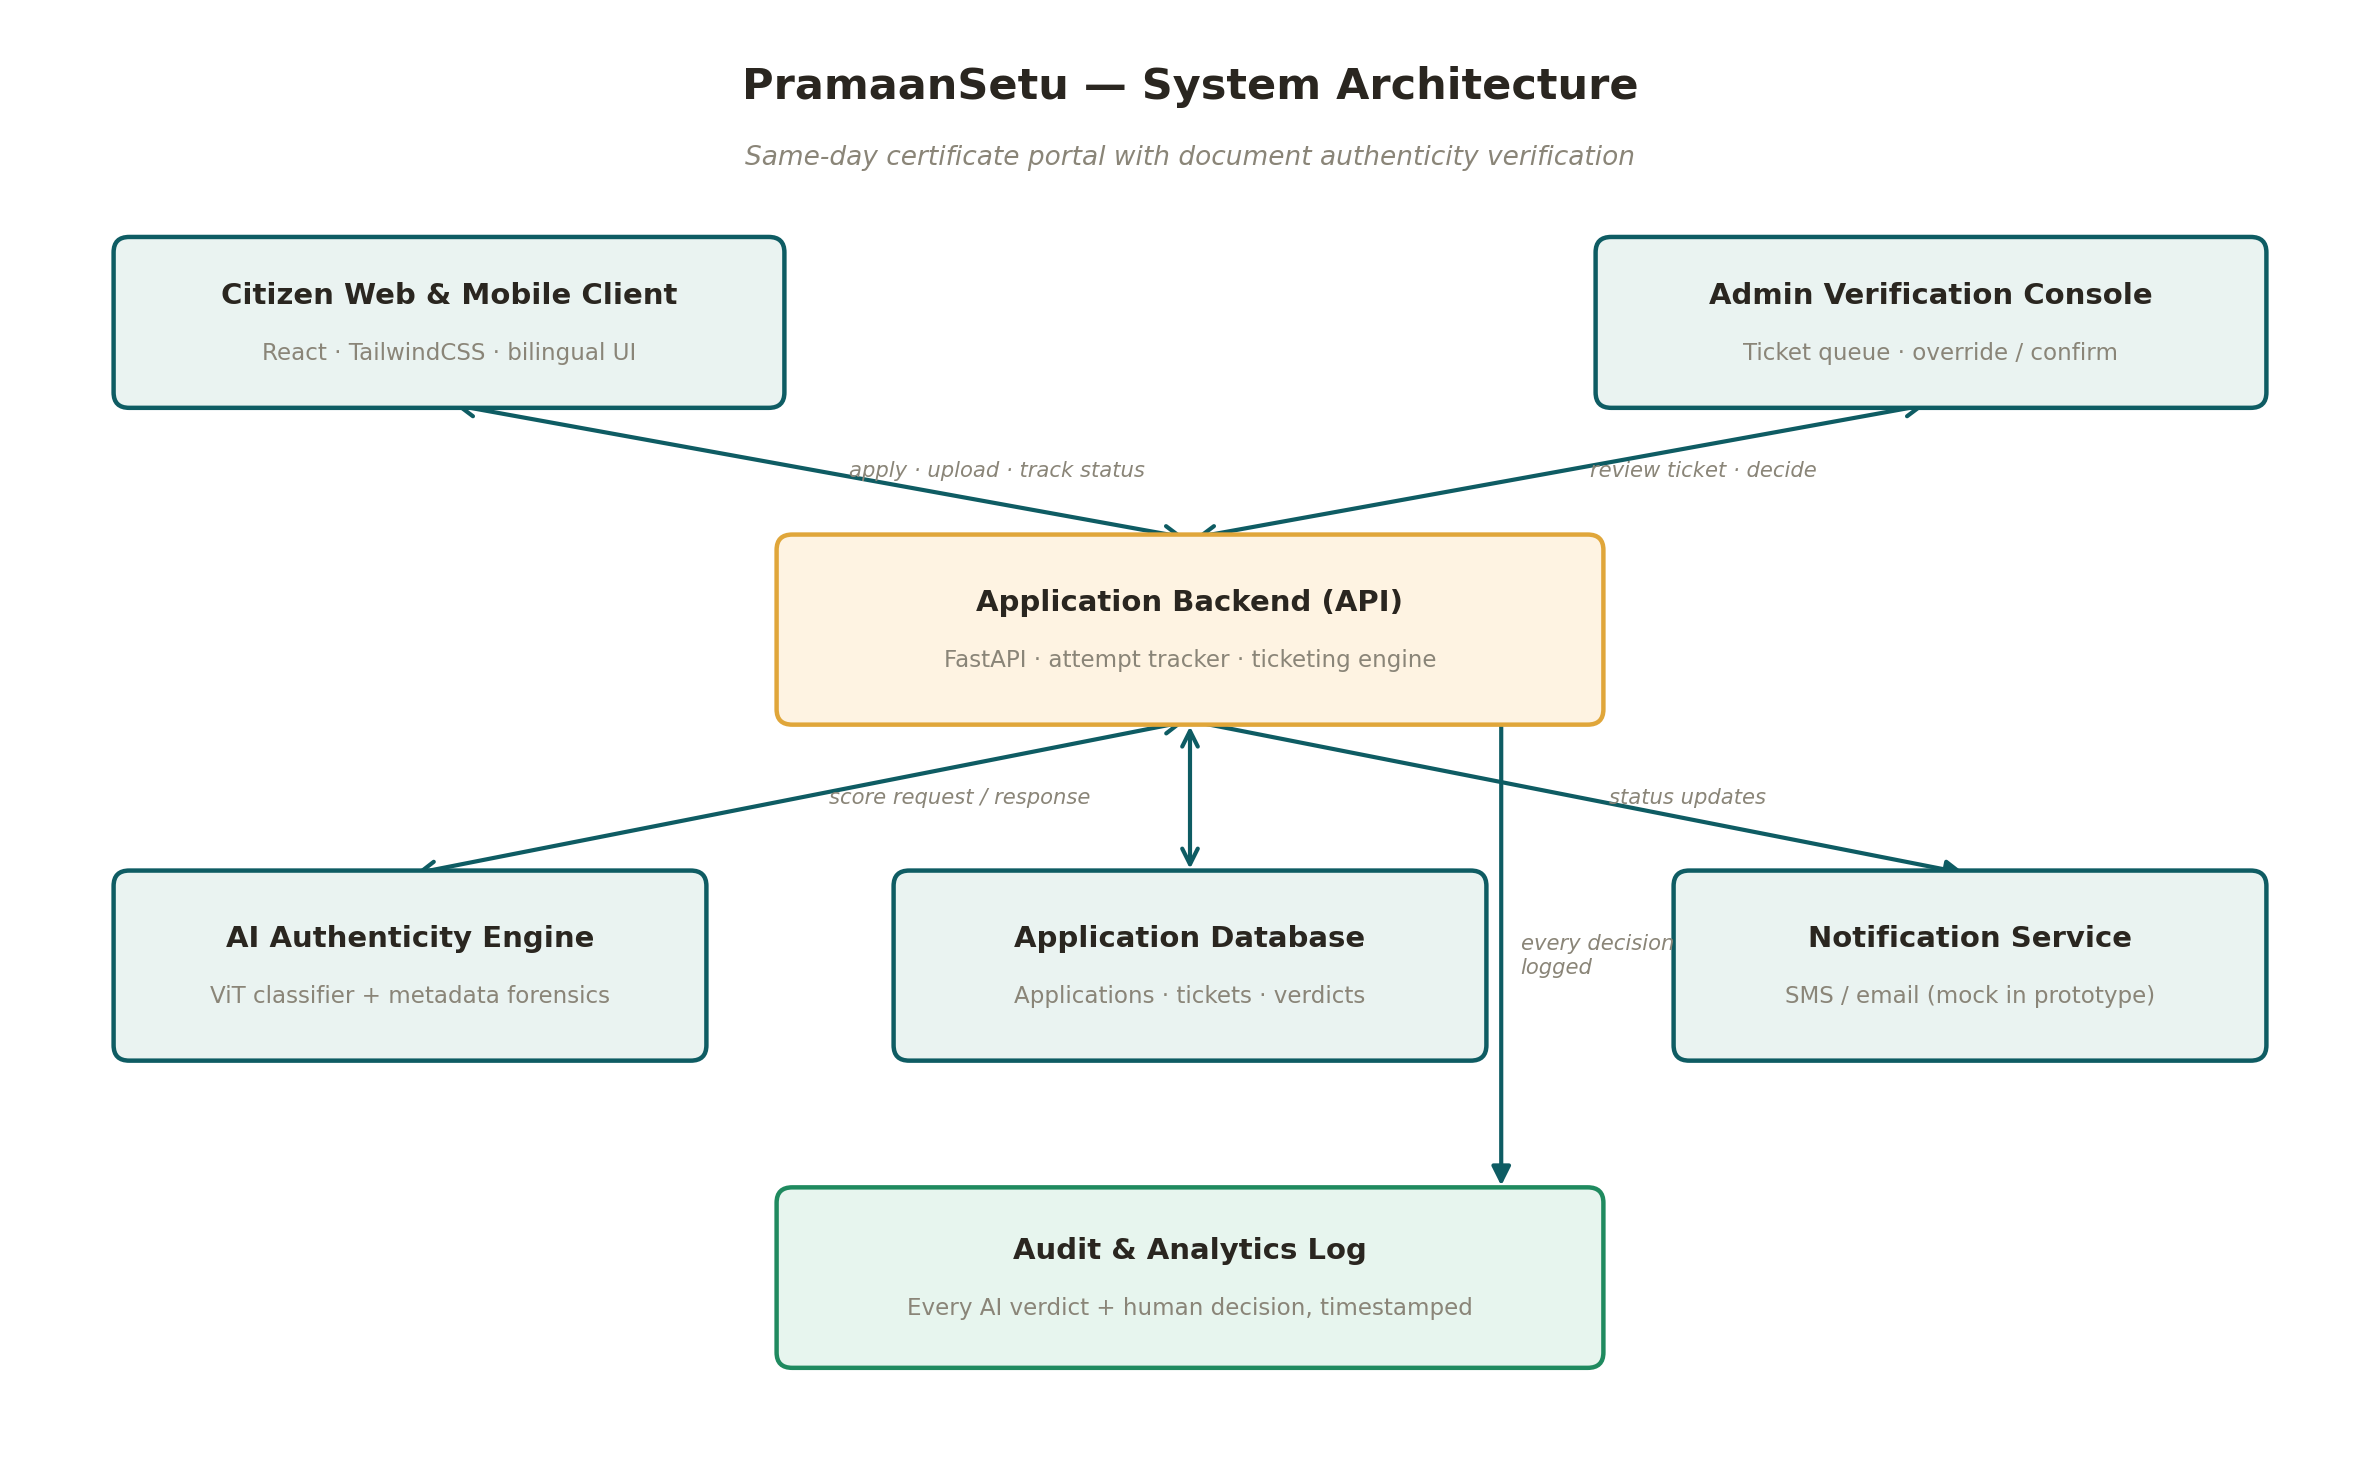 PramaanSetu — System Architecture
Same-day certificate portal with document authenticity verification
Citizen Web & Mobile Client
React · TailwindCSS · bilingual UI
Admin Verification Console
Ticket queue · override / confirm
apply · upload · track status
review ticket · decide
Application Backend (API)
FastAPI · attempt tracker · ticketing engine
score request / response
status updates
AI Authenticity Engine
ViT classifier + metadata forensics
Application Database
Applications · tickets · verdicts
every decision
logged
Notification Service
SMS / email (mock in prototype)
Audit & Analytics Log
Every AI verdict + human decision, timestamped